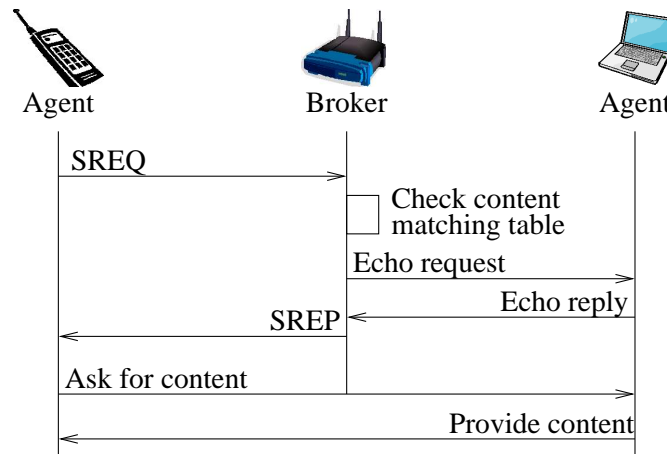 Agent
Broker
Agent
SREQ
Check content
matching table
Echo request
Echo reply
SREP
Ask for content
Provide content